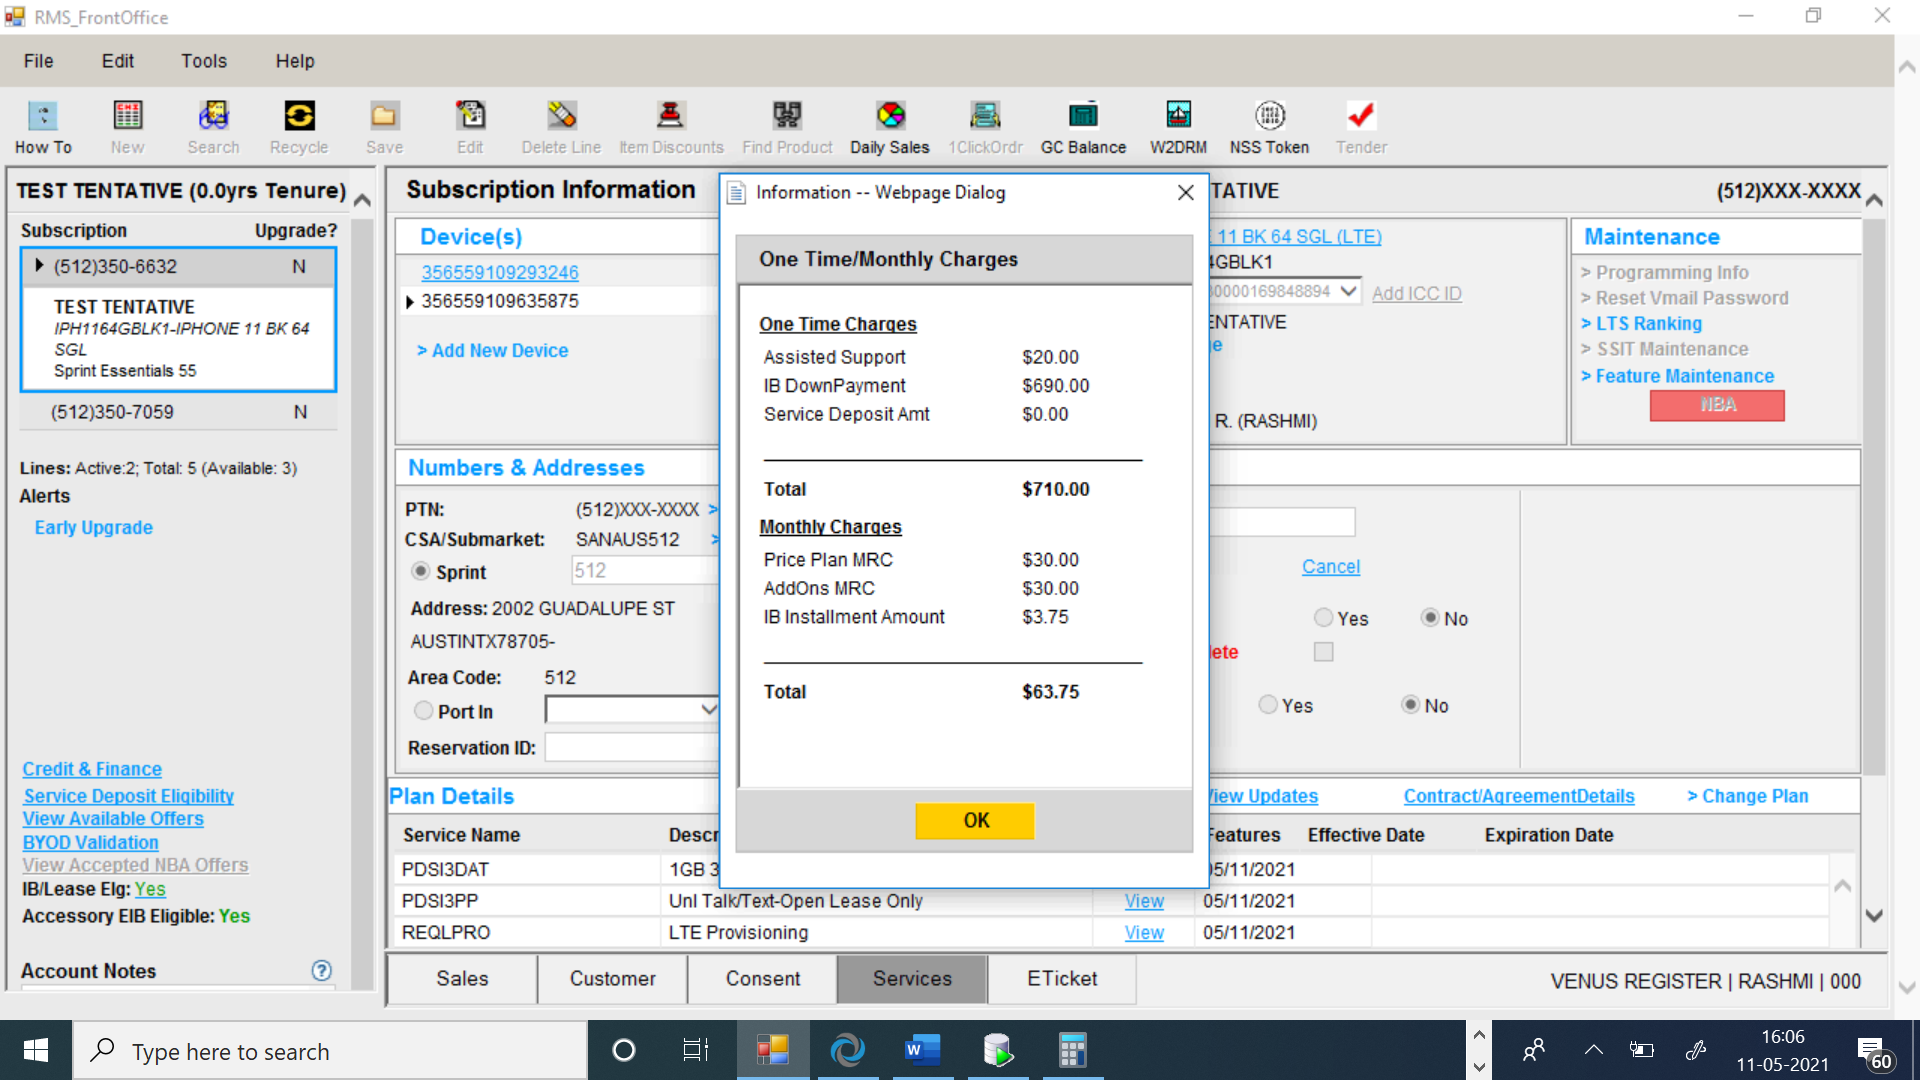 RMS_FrontOffice
File Edit Tools Help
How To New Search Recycle Save Edit Delete Line Item Discounts Find Product Daily Sales 1ClickOrdr GC Balance W2DRM NSS Token Tender
TEST TENTATIVE (0.0yrs Tenure)
Subscription Upgrade?
(512)350-6632 N
TEST TENTATIVE
IPH1164GBLK1-IPHONE 11 BK 64
SGL
Sprint Essentials 55
(512)350-7059 N
Lines: Active:2; Total: 5 (Available: 3)
Alerts
Early Upgrade
Credit & Finance
Service Deposit Eligibility
View Available Offers
BYOD Validation
View Accepted NBA Offers
IB/Lease Elg: Yes
Accessory EIB Eligible: Yes
Account Notes ?
Subscription Information
TATIVE (512)XXX-XXXX
Device(s)
356559109293246
356559109635875
> Add New Device
11 BK 64 SGL (LTE)
4GBLK1
0000169848894 Add ICC ID
ENTATIVE
R. (RASHMI)
Maintenance
> Programming Info
> Reset Vmail Password
> LTS Ranking
> SSIT Maintenance
> Feature Maintenance
NBA
Numbers & Addresses
PTN: (512)XXX-XXXX >
CSA/Submarket: SANAUS512 >
Sprint 512
Address: 2002 GUADALUPE ST
AUSTINTX78705-
Area Code: 512
Port In
Reservation ID:
Cancel
Yes No
lete
Yes No
Information -- Webpage Dialog
One Time/Monthly Charges
One Time Charges
Assisted Support $20.00
IB DownPayment $690.00
Service Deposit Amt $0.00
Total $710.00
Monthly Charges
Price Plan MRC $30.00
AddOns MRC $30.00
IB Installment Amount $3.75
Total $63.75
OK
Plan Details View Updates Contract/AgreementDetails > Change Plan
Service Name Descr Features Effective Date Expiration Date
PDSI3DAT 1GB 3 05/11/2021
PDSI3PP Unl Talk/Text-Open Lease Only View 05/11/2021
REQLPRO LTE Provisioning View 05/11/2021
Sales Customer Consent Services ETicket
VENUS REGISTER | RASHMI | 000
Type here to search
16:06
11-05-2021
60